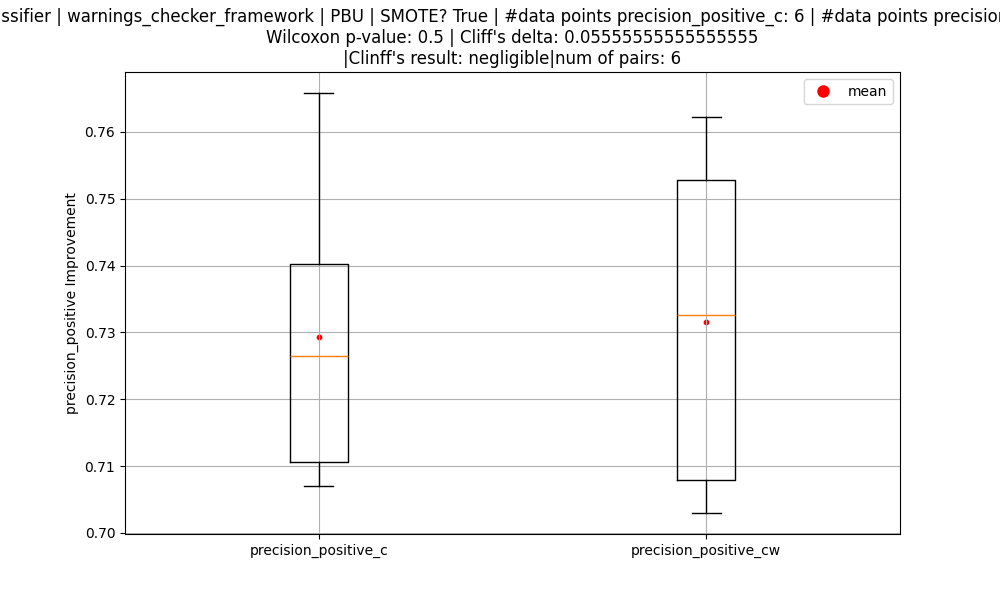 ssifier | warnings_checker_framework | PBU | SMOTE? True | #data points precision_positive_c: 6 | #data points precision
Wilcoxon p-value: 0.5 | Cliff's delta: 0.05555555555555555
|Clinff's result: negligible|num of pairs: 6
mean
0.76
0.75
0.74
0.73
0.72
0.71
0.70
precision_positive Improvement
precision_positive_c
precision_positive_cw